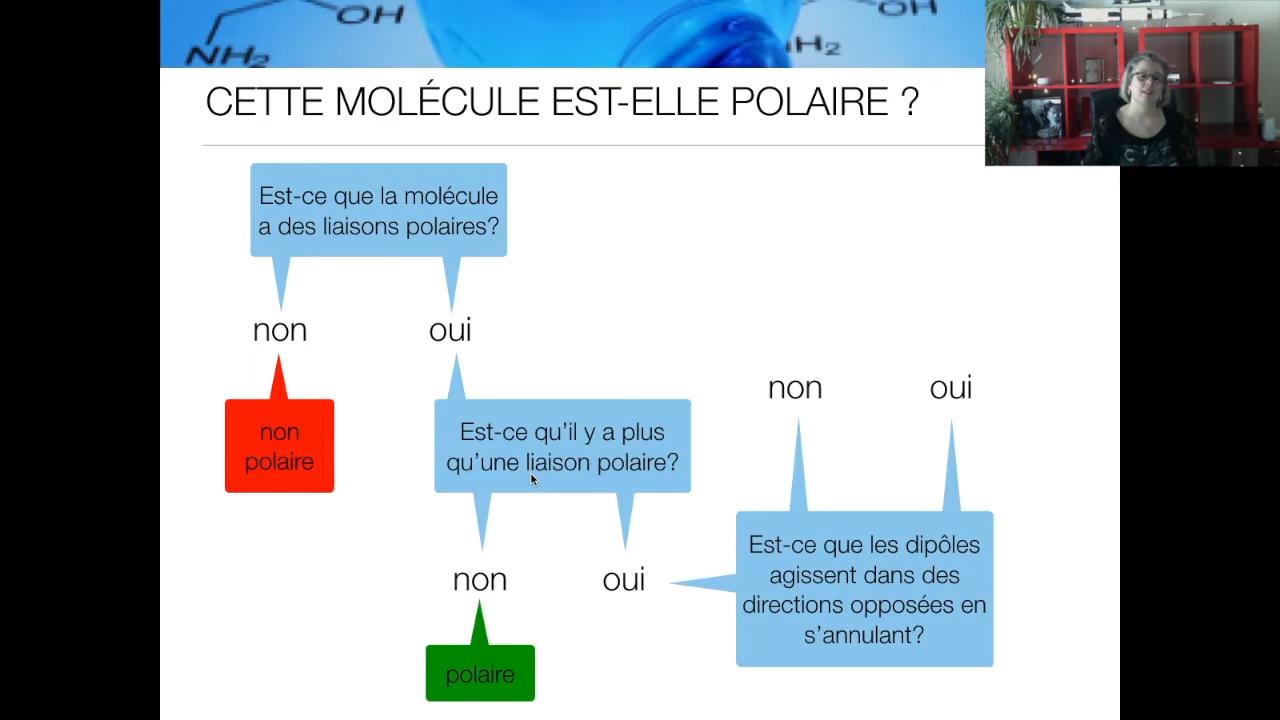 OH
NH₂
OH
H₂
CETTE MOLÉCULE EST-ELLE POLAIRE ?
Est-ce que la molécule
a des liaisons polaires?
non
oui
non
polaire
Est-ce qu'il y a plus
qu'une liaison polaire?
non
oui
polaire
non
oui
Est-ce que les dipôles
agissent dans des
directions opposées en
s'annulant?